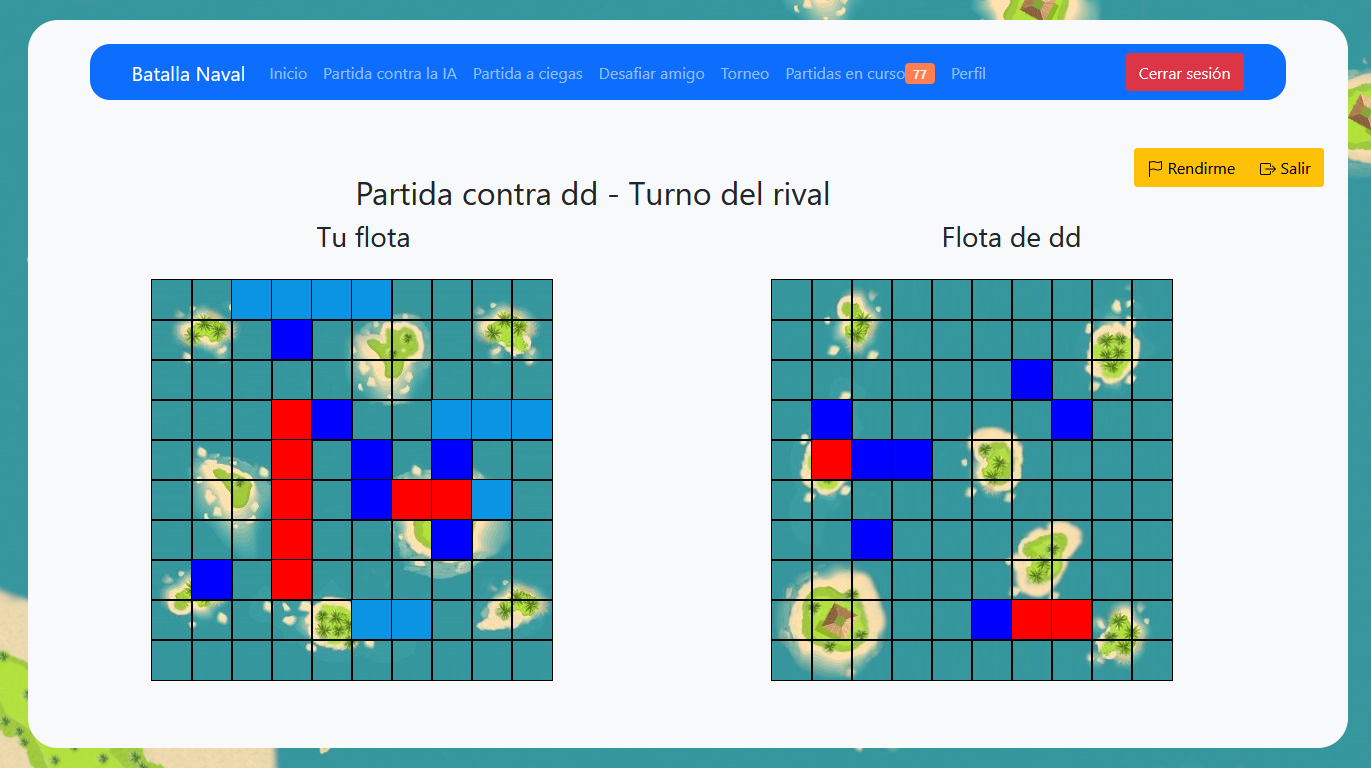 Batalla Naval Inicio Partida contra la IA Partida a ciegas Desafiar amigo Torneo Partidas en curso 77 Perfil Cerrar sesión
Rendirme Salir
Partida contra dd - Turno del rival
Tu flota Flota de dd